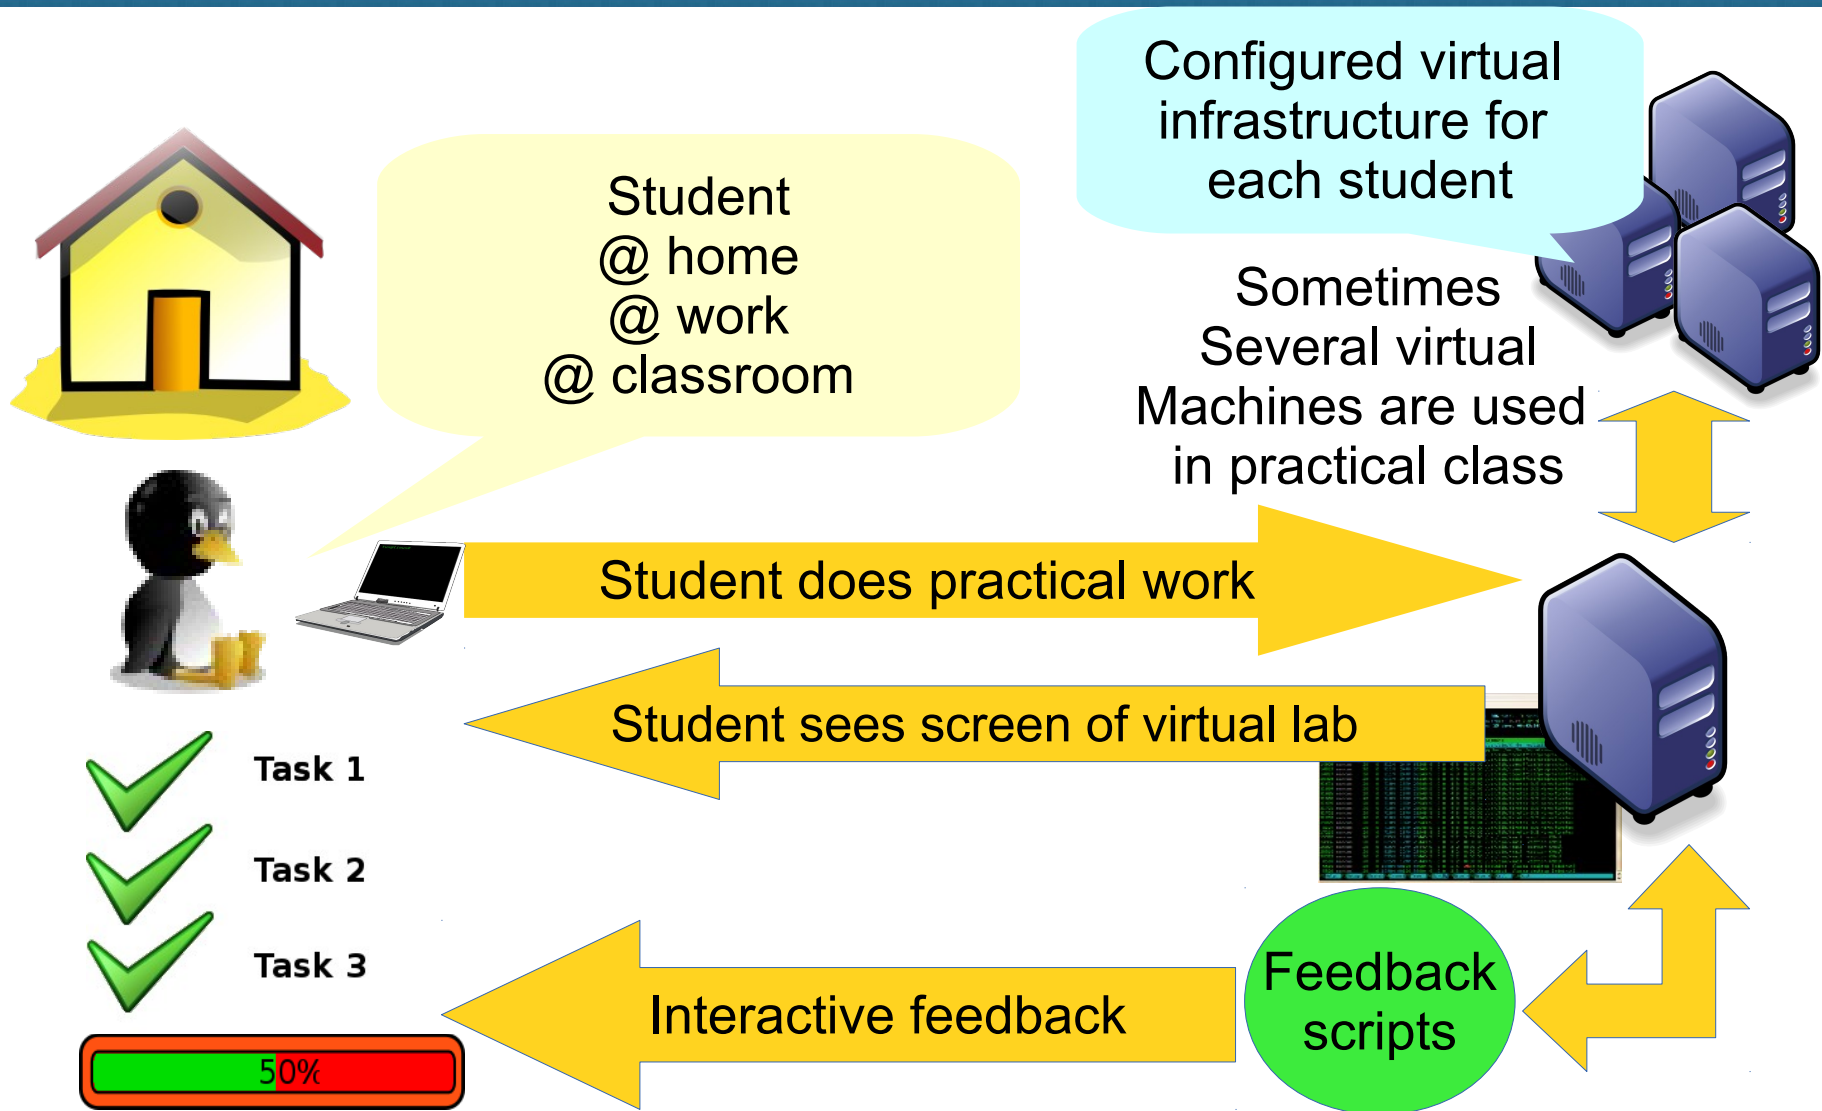 Configured virtual
infrastructure for
each student
Student
@ home
@ work
@ classroom
Sometimes
Several virtual
Machines are used
in practical class
Student does practical work
Student sees screen of virtual lab
Task 1
Task 2
Task 3
50%
Interactive feedback
Feedback
scripts